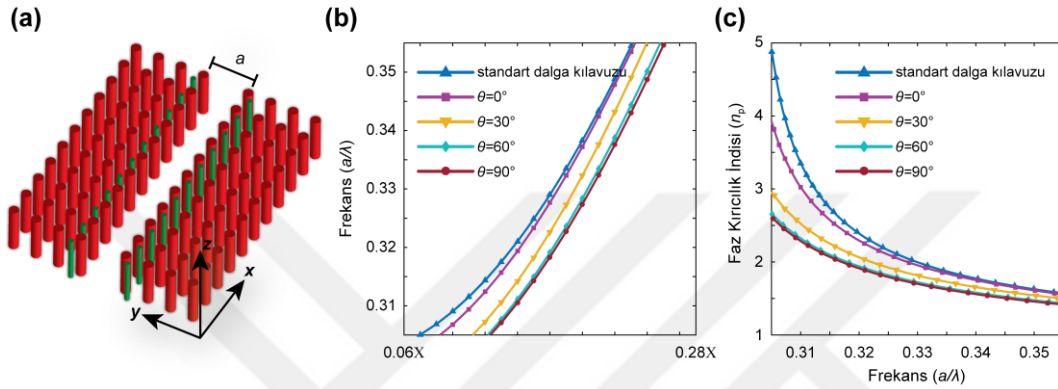 (a)
a
z
x
y
(b)
Frekans (a/λ)
0.35
0.34
0.33
0.32
0.31
0.06X
0.28X
standart dalga kılavuzu
θ=0°
θ=30°
θ=60°
θ=90°
(c)
Faz Kırıcılık İndisi (np)
5
4
3
2
1
0.31
0.32
0.33
0.34
0.35
Frekans (a/λ)
standart dalga kılavuzu
θ=0°
θ=30°
θ=60°
θ=90°